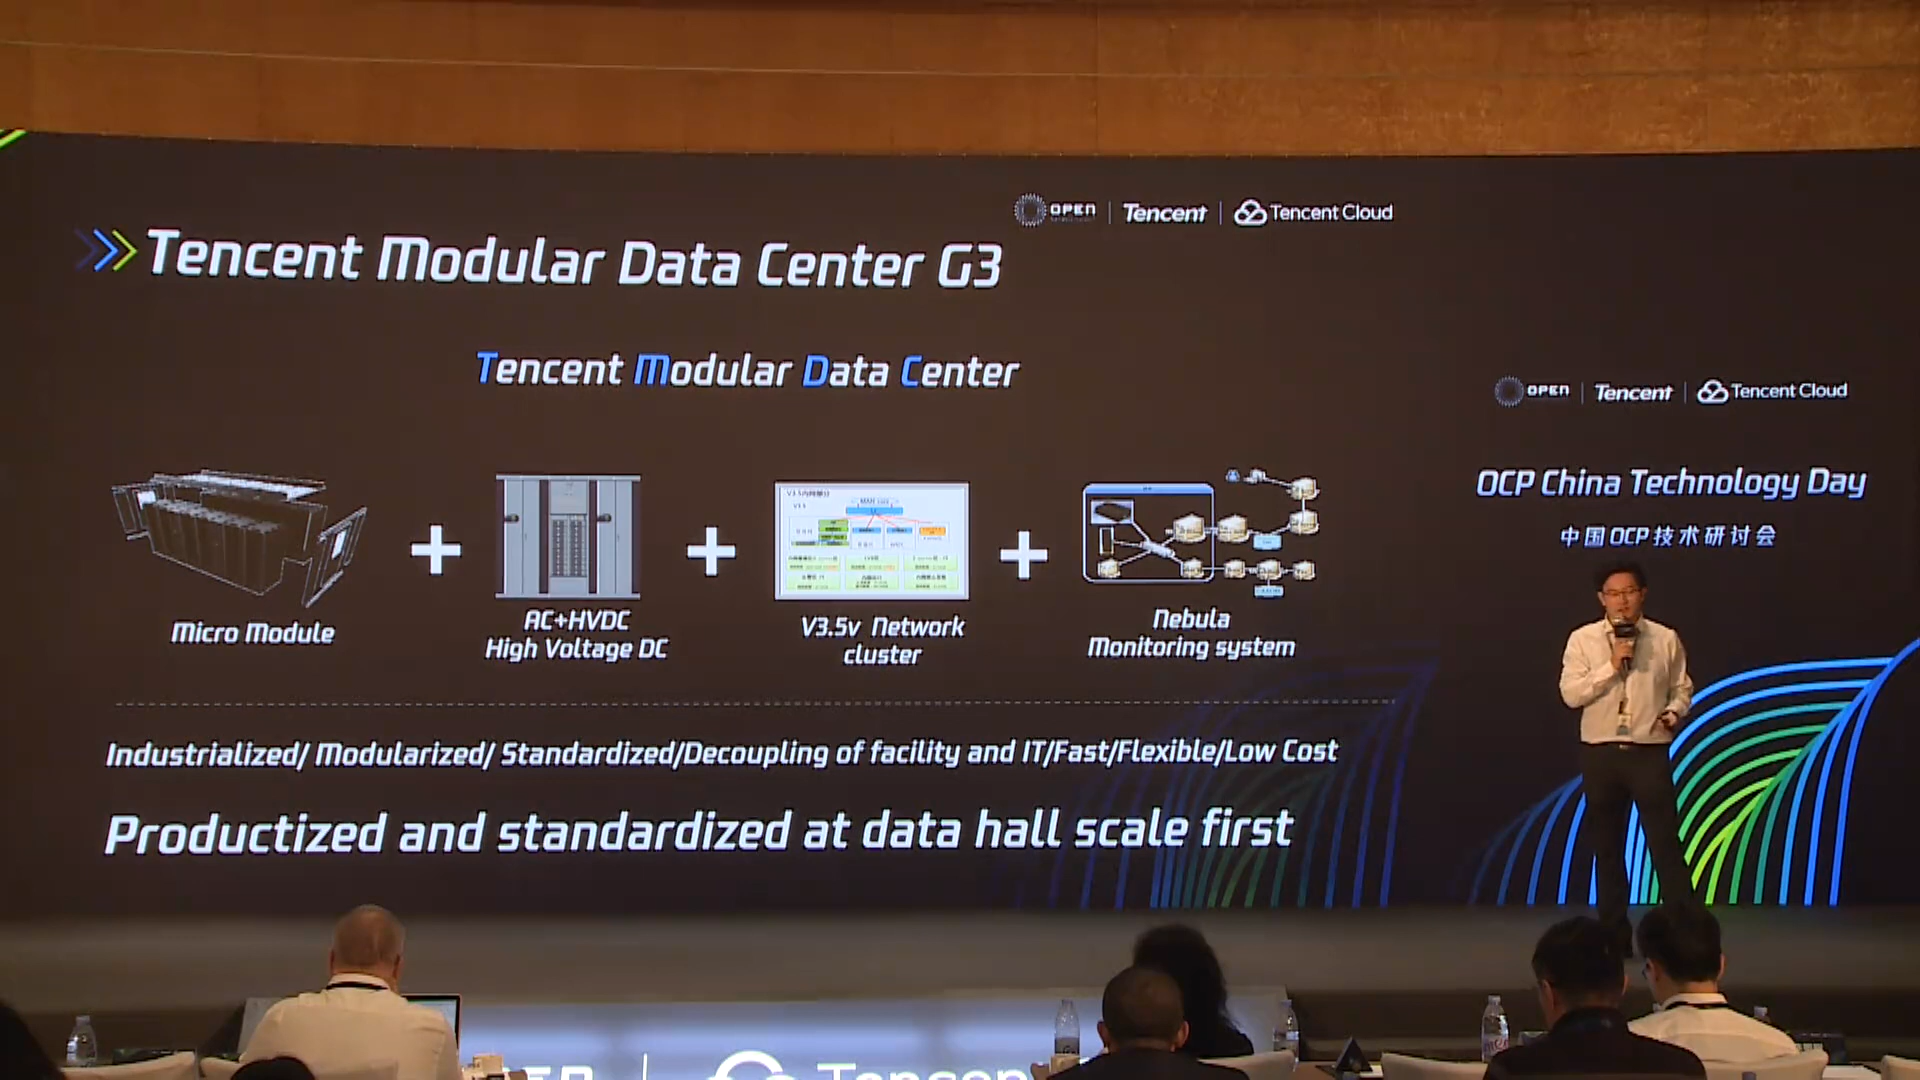 OPEN | Tencent | Tencent Cloud
Tencent Modular Data Center G3
Tencent Modular Data Center
Micro Module
+
AC+HVDC
High Voltage DC
+
V3.5v Network
cluster
+
Nebula
Monitoring system
Industrialized/ Modularized/ Standardized/Decoupling of facility and IT/Fast/Flexible/Low Cost
Productized and standardized at data hall scale first
OPEN | Tencent | Tencent Cloud
OCP China Technology Day
中国OCP技术研讨会